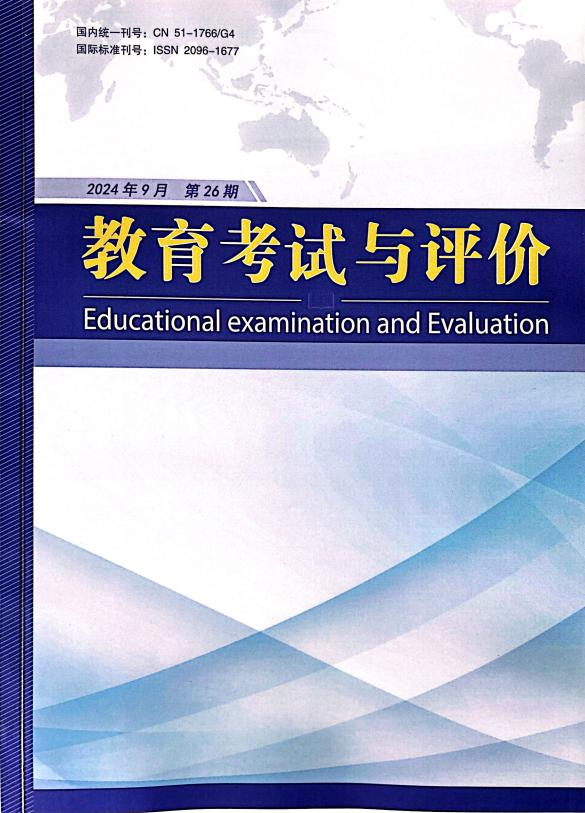 国内统一刊号：CN 51-1766/G4
国际标准刊号：ISSN 2096-1677
2024年9月 第26期
教育考试与评价
Educational examination and Evaluation